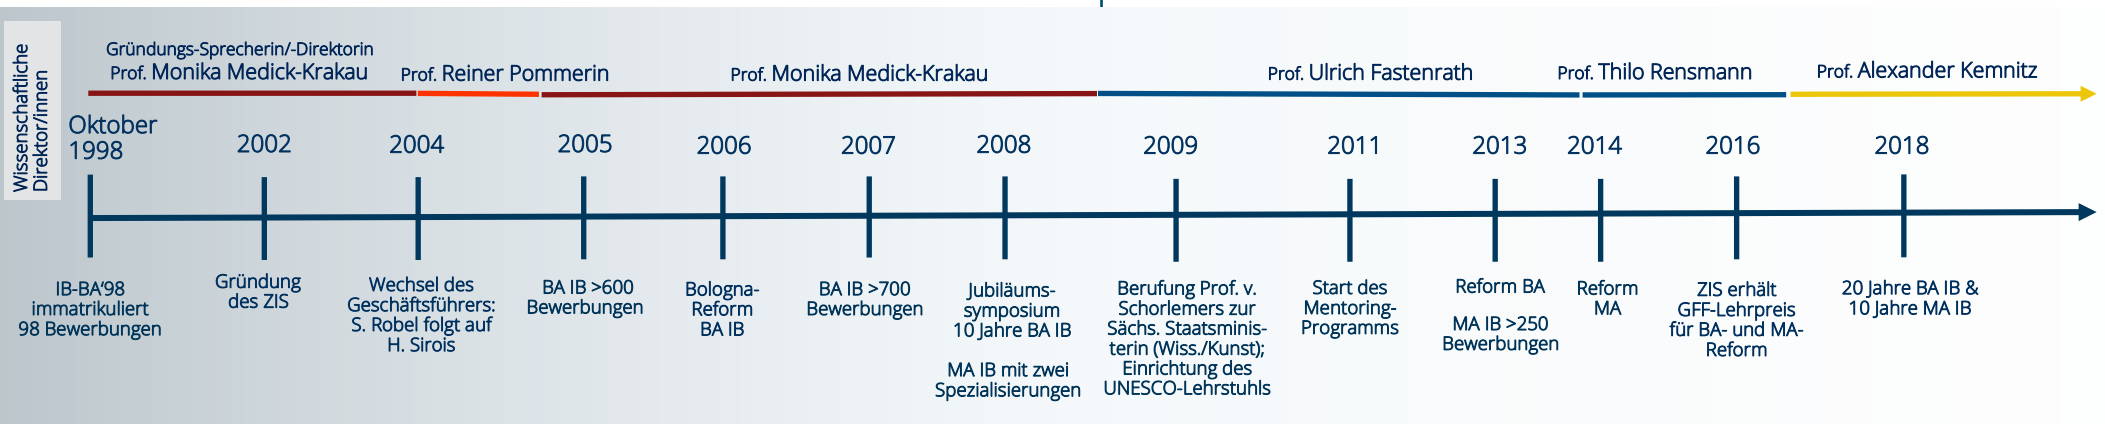 Wissenschaftliche
Direktor/innen
Gründungs-Sprecherin/-Direktorin
Prof. Monika Medick-Krakau
Prof. Reiner Pommerin
Prof. Monika Medick-Krakau
Prof. Ulrich Fastenrath
Prof. Thilo Rensmann
Prof. Alexander Kemnitz
Oktober
1998
2002
2004
2005
2006
2007
2008
2009
2011
2013
2014
2016
2018
IB-BA‘98
immatrikuliert
98 Bewerbungen
Gründung
des ZIS
Wechsel des
Geschäftsführers:
S. Robel folgt auf
H. Sirois
BA IB >600
Bewerbungen
Bologna-
Reform
BA IB
BA IB >700
Bewerbungen
Jubiläums-
symposium
10 Jahre BA IB
MA IB mit zwei
Spezialisierungen
Berufung Prof. v.
Schorlemers zur
Sächs. Staatsminis-
terin (Wiss./Kunst);
Einrichtung des
UNESCO-Lehrstuhls
Start des
Mentoring-
Programms
Reform BA
MA IB >250
Bewerbungen
Reform
MA
ZIS erhält
GFF-Lehrpreis
für BA- und MA-
Reform
20 Jahre BA IB &
10 Jahre MA IB